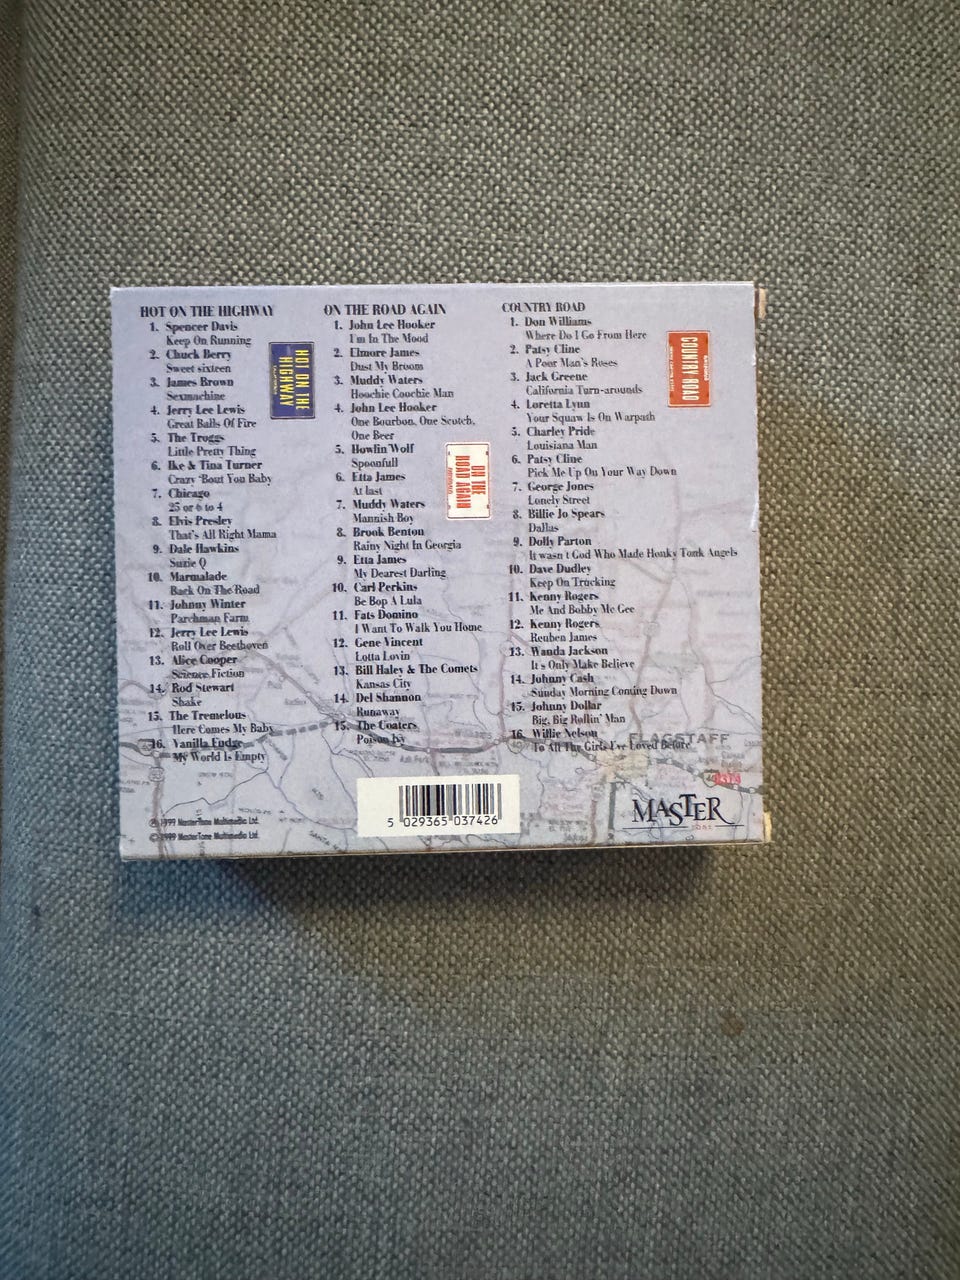 HOT ON THE HIGHWAY
1. Spencer Davis
Keep On Running
2. Chuck Berry
Sweet sixteen
3. James Brown
Sexmachine
4. Jerry Lee Lewis
Great Balls Of Fire
5. The Troggs
Little Pretty Thing
6. Ike & Tina Turner
Crazy 'Bout You Baby
7. Chicago
25 or 6 to 4
8. Elvis Presley
That's All Right Mama
9. Dale Hawkins
Suzie Q
10. Marmalade
Back On The Road
11. Johnny Winter
Parchman Farm
12. Jerry Lee Lewis
Roll Over Beethoven
13. Alice Cooper
Science Fiction
14. Rod Stewart
Shake
15. The Tremelous
Here Comes My Baby
16. Vanilla Fudge
My World Is Empty
HOT ON THE
HIGHWAY
ON THE ROAD AGAIN
1. John Lee Hooker
I'm In The Mood
2. Elmore James
Dust My Broom
3. Muddy Waters
Hoochie Coochie Man
4. John Lee Hooker
One Bourbon, One Scotch,
One Beer
5. Howlin Wolf
Spoonfull
6. Etta James
At last
7. Muddy Waters
Mannish Boy
8. Brook Benton
Rainy Night In Georgia
9. Etta James
My Dearest Darling
10. Carl Perkins
Be Bop A Lula
11. Fats Domino
I Want To Walk You Home
12. Gene Vincent
Lotta Lovin'
13. Bill Haley & The Comets
Kansas City
14. Del Shannon
Runaway
15. The Coaters
Poison Ivy
ON THE
ROAD AGAIN
COUNTRY ROAD
1. Don Williams
Where Do I Go From Here
2. Patsy Cline
A Poor Man's Roses
3. Jack Greene
California Turn-arounds
4. Loretta Lynn
Your Squaw Is On Warpath
5. Charley Pride
Louisiana Man
6. Patsy Cline
Pick Me Up On Your Way Down
7. George Jones
Lonely Street
8. Billie Jo Spears
Dallas
9. Dolly Parton
It wasn't God Who Made Honky Tonk Angels
10. Dave Dudley
Keep On Trucking
11. Kenny Rogers
Me And Bobby Mc Gee
12. Kenny Rogers
Reuben James
13. Wanda Jackson
It's Only Make Believe
14. Johnny Cash
Sunday Morning Coming Down
15. Johnny Dollar
Big, Big Rollin' Man
16. Willie Nelson
To All The Girls I've Loved Before
COUNTRY ROAD
FLAGSTAFF
Williams
8373
MASTER
TONE
5 029365 037426
℗ 1999 MasterTone Multimedia Ltd.
© 1999 MasterTone Multimedia Ltd.